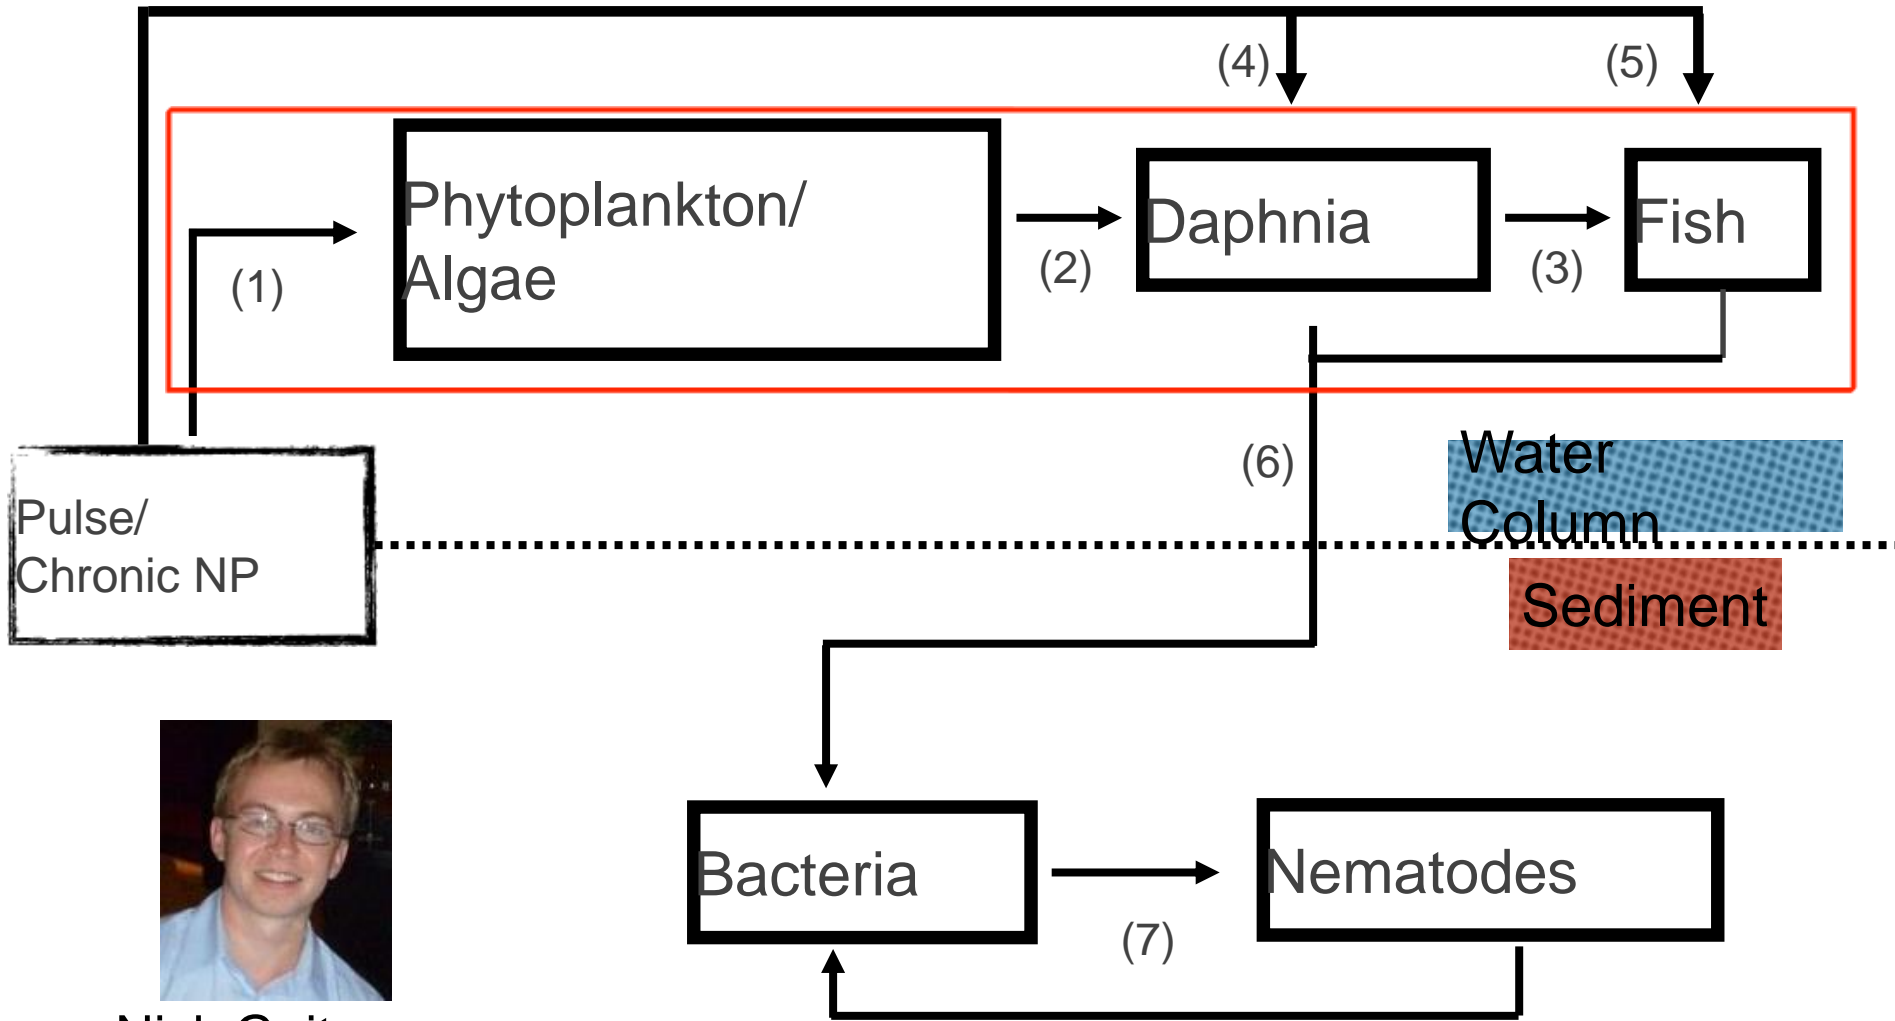 (4)
(5)
Phytoplankton/
Algae
Daphnia
Fish
(1)
(2)
(3)
(6)
Water
Column
Pulse/
Chronic NP
Sediment
Bacteria
Nematodes
(7)